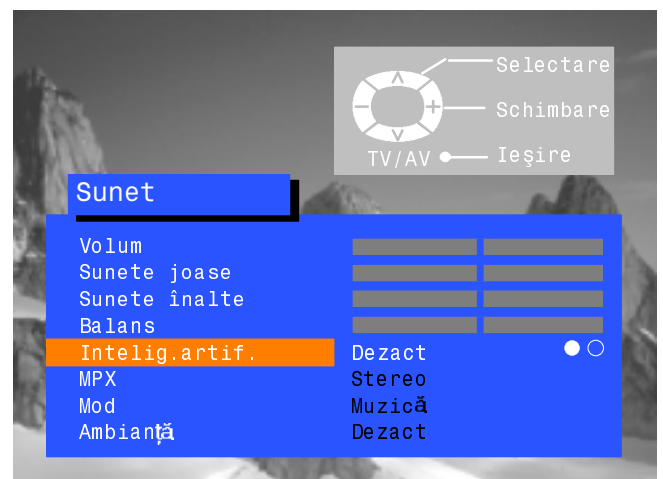 Selectare
Schimbare
TV/AV Ieşire
Sunet
Volum
Sunete joase
Sunete înalte
Balans
Intelig.artif. Dezact
MPX Stereo
Mod Muzică
Ambianţă Dezact